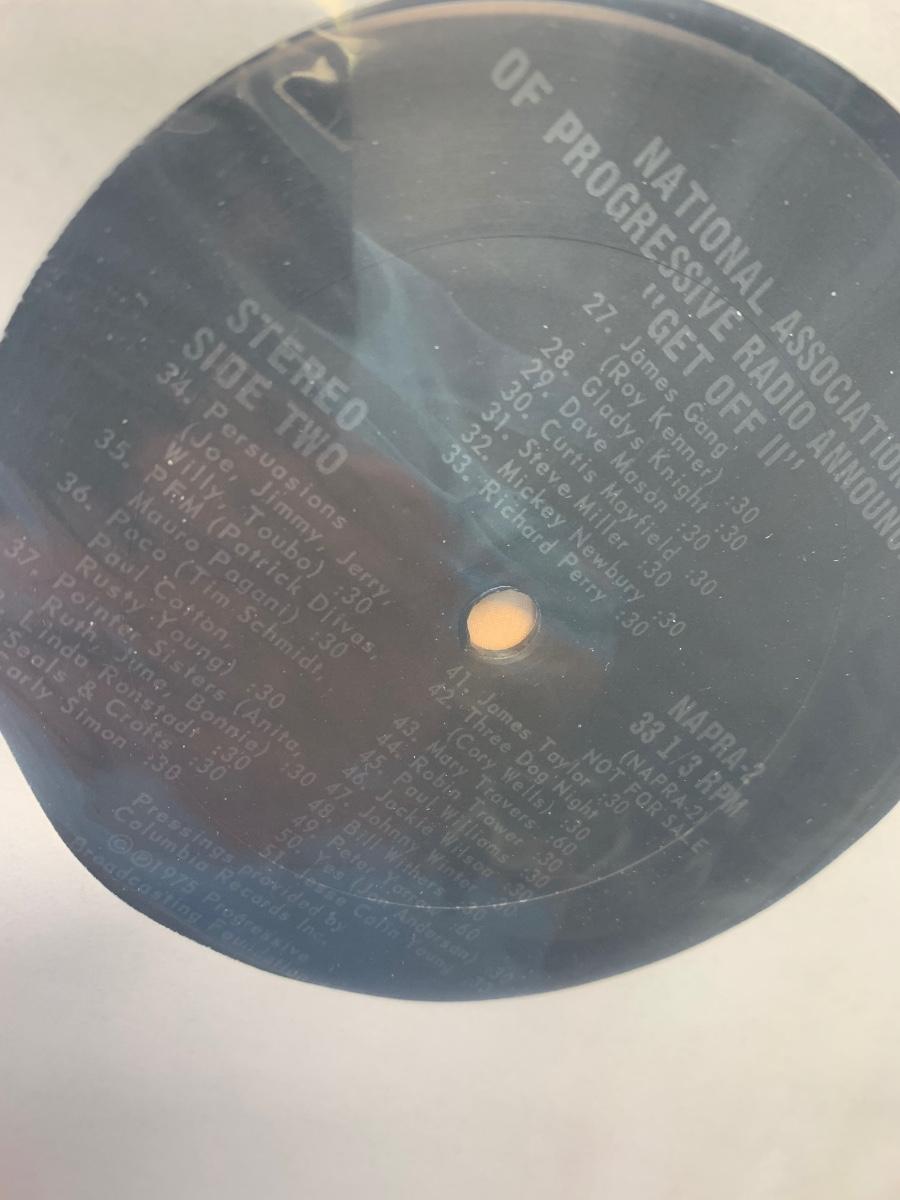 NATIONAL ASSOCIATION
OF PROGRESSIVE RADIO ANNOUNC
"GET OFF II"
STEREO
SIDE TWO
27. James Gang
(Roy Kenner) :30
28. Gladys Knight :30
29. Dave Mason :30
30. Curtis Mayfield :30
31. Steve Miller :30
32. Mickey Newbury :30
33. Richard Perry :30
34. Persuasions
(Joe, Jimmy, Jerry,
Willy, Toubo) :30
35. PFM (Patrick Djivas,
Mauro Pagani) :30
36. Poco (Tim Schmidt,
Paul Cotton,
Rusty Young) :30
37. Pointer Sisters (Anita,
Ruth, June, Bonnie) :30
Linda Ronstadt :30
Seals & Crofts :30
Carly Simon :30
NAPRA-2
33 1/3 RPM
(NAPRA-2)
NOT FOR SALE
41. James Taylor :30
42. Three Dog Night
(Cory Wells) :30
43. Mary Travers :60
44. Robin Trower :30
45. Paul Williams :30
46. Jackie Wilson :30
47. Johnny Winter :30
48. Bill Withers :30
49. Peter Yarrow :60
50. Yes (Jon Anderson) :30
51. Jesse Colin Young
Pressings provided by
Columbia Records Inc.
©℗1975 Progressive
Broadcasting